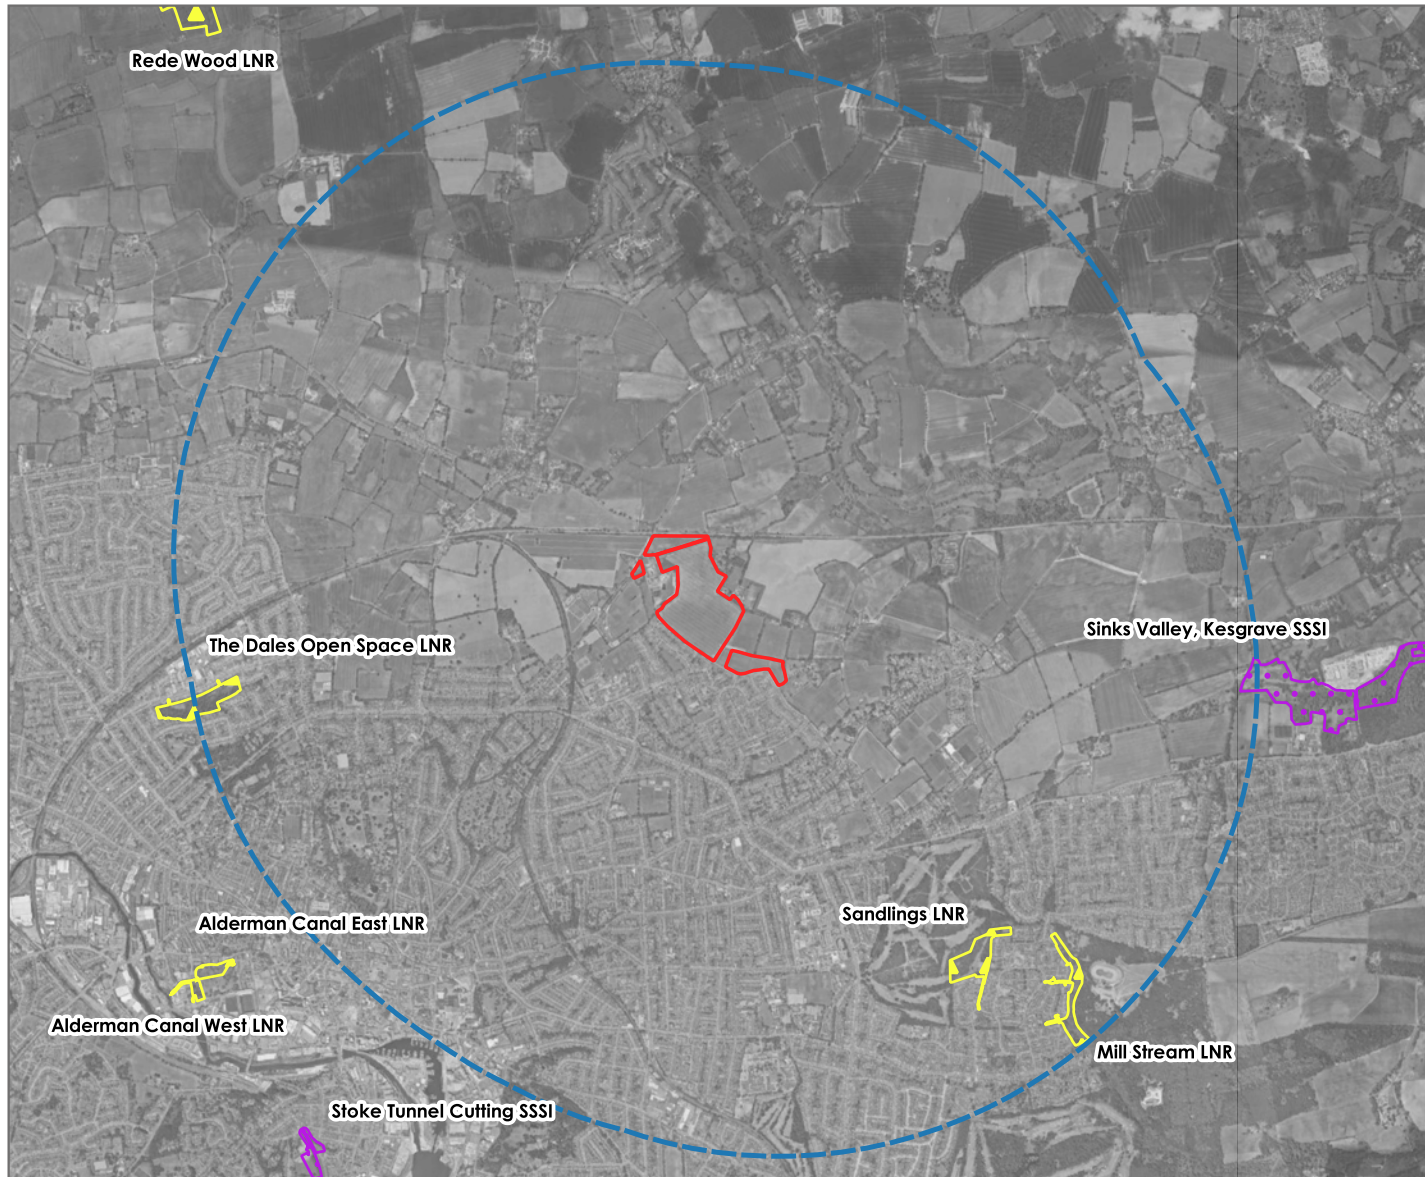 Rede Wood LNR
Sinks Valley, Kesgrave SSSI
The Dales Open Space LNR
Sandlings LNR
Alderman Canal East LNR
Alderman Canal West LNR
Mill Stream LNR
Stoke Tunnel Cutting SSSI